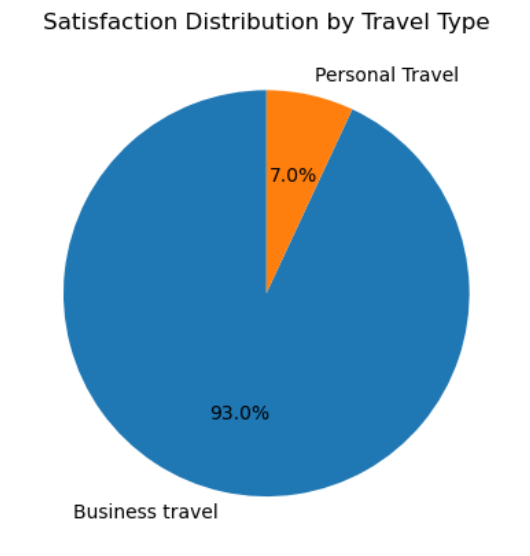 Satisfaction Distribution by Travel Type
Personal Travel
7.0%
93.0%
Business travel